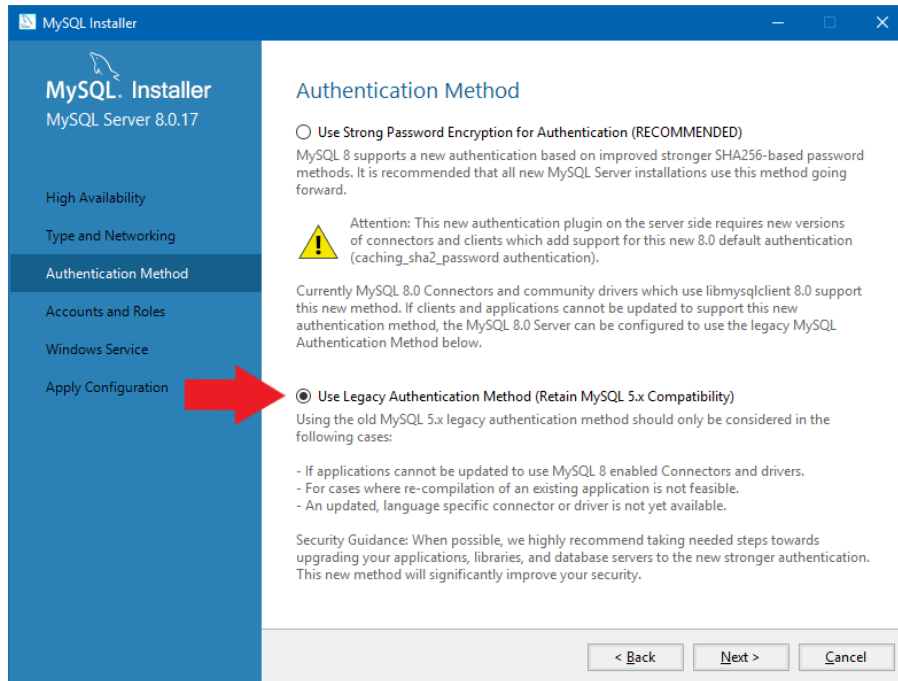 MySQL Installer
MySQL. Installer
MySQL Server 8.0.17
High Availability
Type and Networking
Authentication Method
Accounts and Roles
Windows Service
Apply Configuration
Authentication Method
Use Strong Password Encryption for Authentication (RECOMMENDED)
MySQL 8 supports a new authentication based on improved stronger SHA256-based password
methods. It is recommended that all new MySQL Server installations use this method going
forward.
Attention: This new authentication plugin on the server side requires new versions
of connectors and clients which add support for this new 8.0 default authentication
(caching_sha2_password authentication).
Currently MySQL 8.0 Connectors and community drivers which use libmysqlclient 8.0 support
this new method. If clients and applications cannot be updated to support this new
authentication method, the MySQL 8.0 Server can be configured to use the legacy MySQL
Authentication Method below.
Use Legacy Authentication Method (Retain MySQL 5.x Compatibility)
Using the old MySQL 5.x legacy authentication method should only be considered in the
following cases:
- If applications cannot be updated to use MySQL 8 enabled Connectors and drivers.
- For cases where re-compilation of an existing application is not feasible.
- An updated, language specific connector or driver is not yet available.
Security Guidance: When possible, we highly recommend taking needed steps towards
upgrading your applications, libraries, and database servers to the new stronger authentication.
This new method will significantly improve your security.
< Back
Next >
Cancel